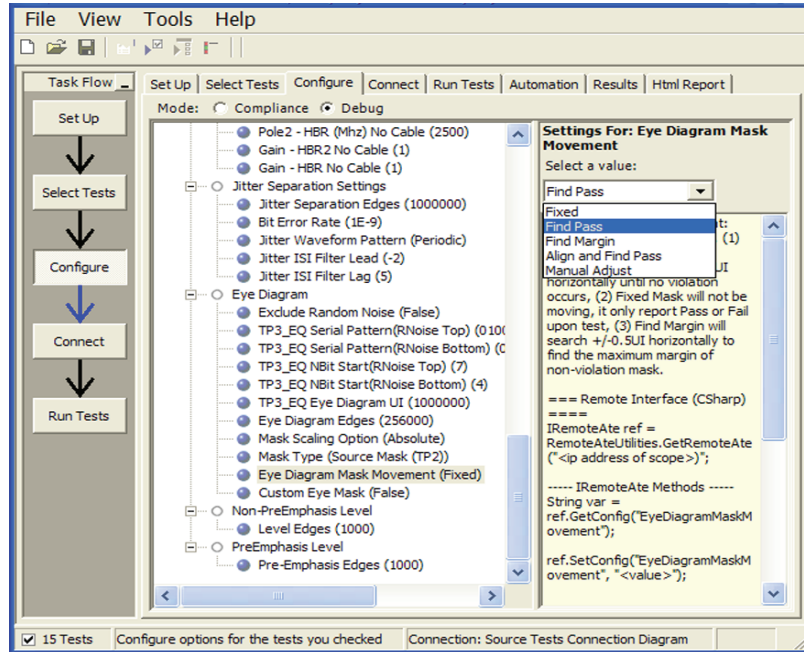 File View Tools Help
Task Flow
Set Up
Select Tests
Configure
Connect
Run Tests
Set Up Select Tests Configure Connect Run Tests Automation Results Html Report
Mode: Compliance Debug
Pole2 - HBR (Mhz) No Cable (2500)
Gain - HBR2 No Cable (1)
Gain - HBR No Cable (1)
Jitter Separation Settings
Jitter Separation Edges (1000000)
Bit Error Rate (1E-9)
Jitter Waveform Pattern (Periodic)
Jitter ISI Filter Lead (-2)
Jitter ISI Filter Lag (5)
Eye Diagram
Exclude Random Noise (False)
TP3_EQ Serial Pattern(RNoise Top) (0100
TP3_EQ Serial Pattern(RNoise Bottom) (0
TP3_EQ NBit Start(RNoise Top) (7)
TP3_EQ NBit Start(RNoise Bottom) (4)
TP3_EQ Eye Diagram UI (1000000)
Eye Diagram Edges (256000)
Mask Scaling Option (Absolute)
Mask Type (Source Mask (TP2))
Eye Diagram Mask Movement (Fixed)
Custom Eye Mask (False)
Non-PreEmphasis Level
Level Edges (1000)
PreEmphasis Level
Pre-Emphasis Edges (1000)
Settings For: Eye Diagram Mask
Movement
Select a value:
Find Pass
Fixed
Find Pass
Find Margin
Align and Find Pass
Manual Adjust
t:
(1)
UI
horizontally until no violation
occurs, (2) Fixed Mask will not be
moving, it only report Pass or Fail
upon test, (3) Find Margin will
search +/-0.5UI horizontally to
find the maximum margin of
non-violation mask.
=== Remote Interface (CSharp)
====
IRemoteAte ref =
RemoteAteUtilities.GetRemoteAte
("<ip address of scope>)";
----- IRemoteAte Methods -----
String var =
ref.GetConfig("EyeDiagramMaskM
ovement");
ref.SetConfig("EyeDiagramMaskM
ovement", "<value>");
15 Tests Configure options for the tests you checked Connection: Source Tests Connection Diagram